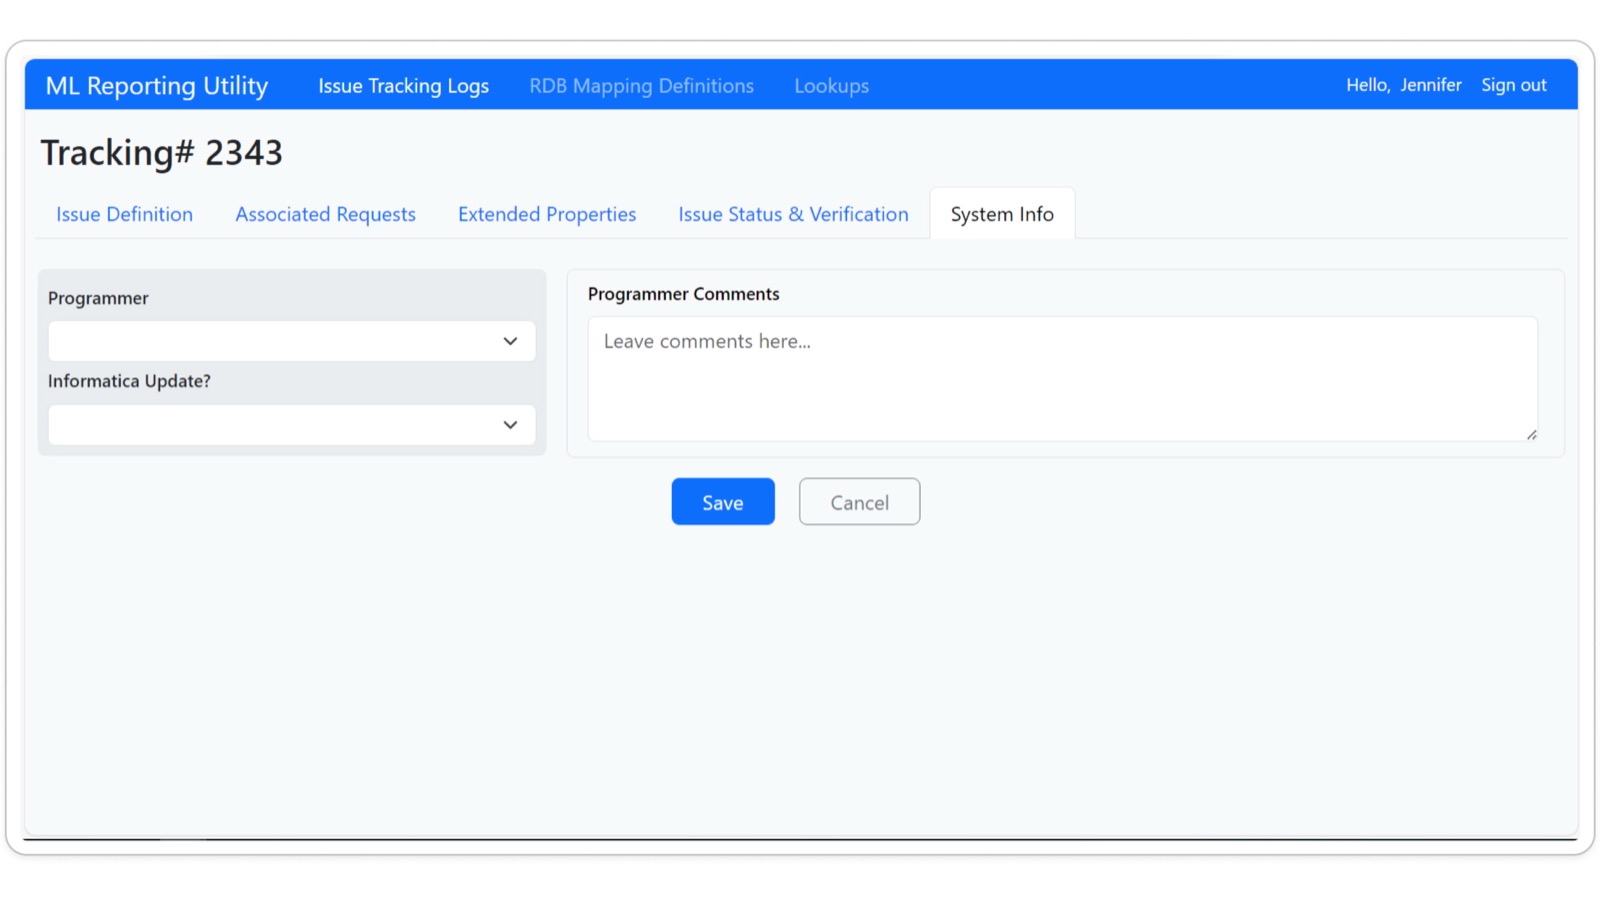 ML Reporting Utility Issue Tracking Logs RDB Mapping Definitions Lookups Hello, Jennifer Sign out
Tracking# 2343
Issue Definition Associated Requests Extended Properties Issue Status & Verification System Info
Programmer
Informatica Update?
Programmer Comments
Leave comments here...
Save Cancel